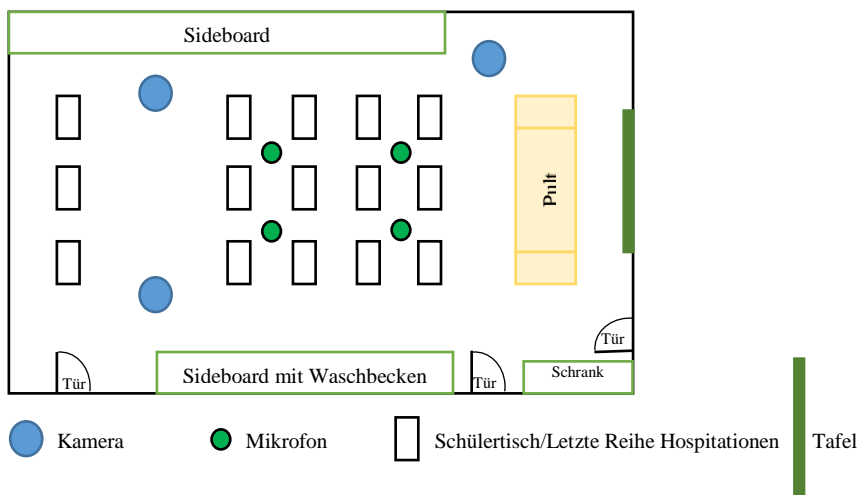 Sideboard
Pult
Tür
Tür
Sideboard mit Waschbecken
Tür
Schrank
Kamera
Mikrofon
Schülertisch/Letzte Reihe Hospitationen
Tafel